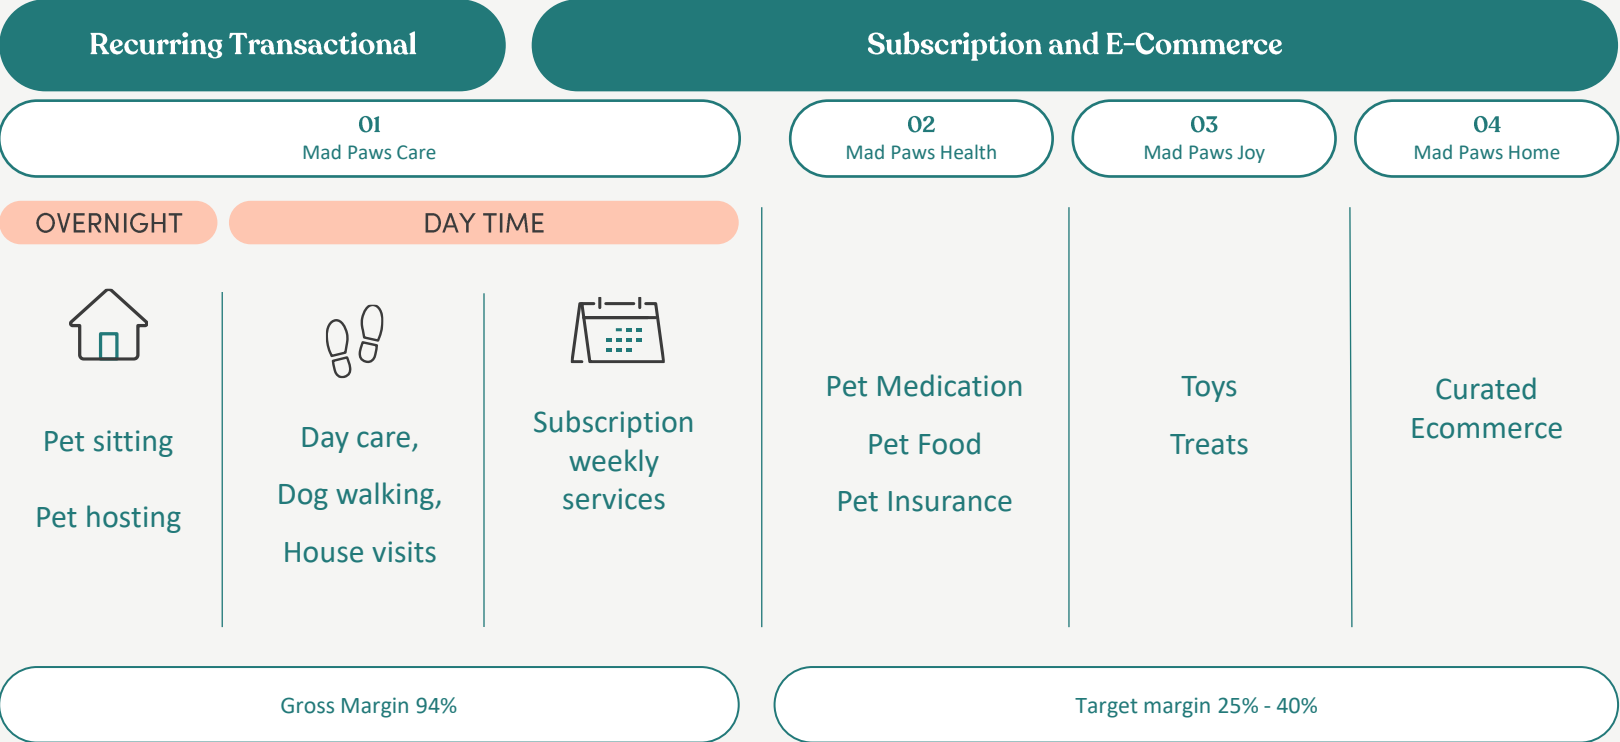 Recurring Transactional
Subscription and E-Commerce
01
Mad Paws Care
02
Mad Paws Health
03
Mad Paws Joy
04
Mad Paws Home
OVERNIGHT
DAY TIME
Pet sitting
Pet hosting
Day care,
Dog walking,
House visits
Subscription
weekly
services
Pet Medication
Pet Food
Pet Insurance
Toys
Treats
Curated
Ecommerce
Gross Margin 94%
Target margin 25% - 40%